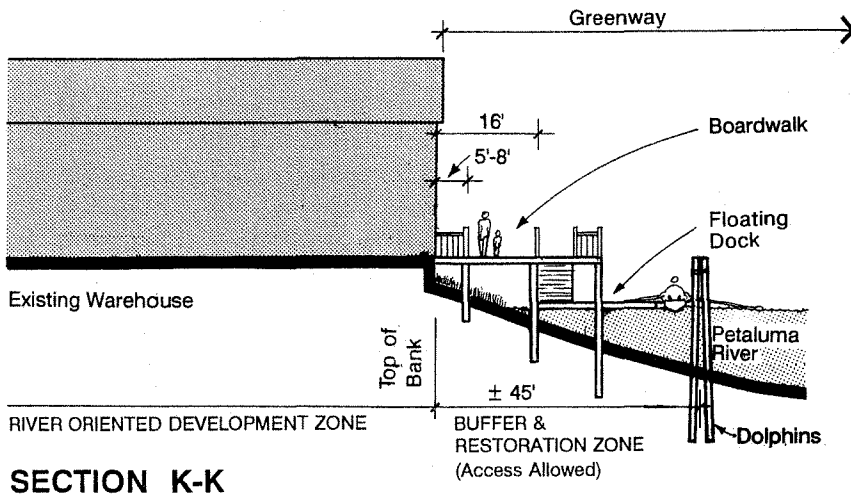 Greenway
16'
Boardwalk
5'-8'
Floating
Dock
Existing Warehouse
Petaluma
River
Top of
Bank
± 45'
RIVER ORIENTED DEVELOPMENT ZONE
BUFFER &
RESTORATION ZONE
(Access Allowed)
Dolphins
SECTION K-K